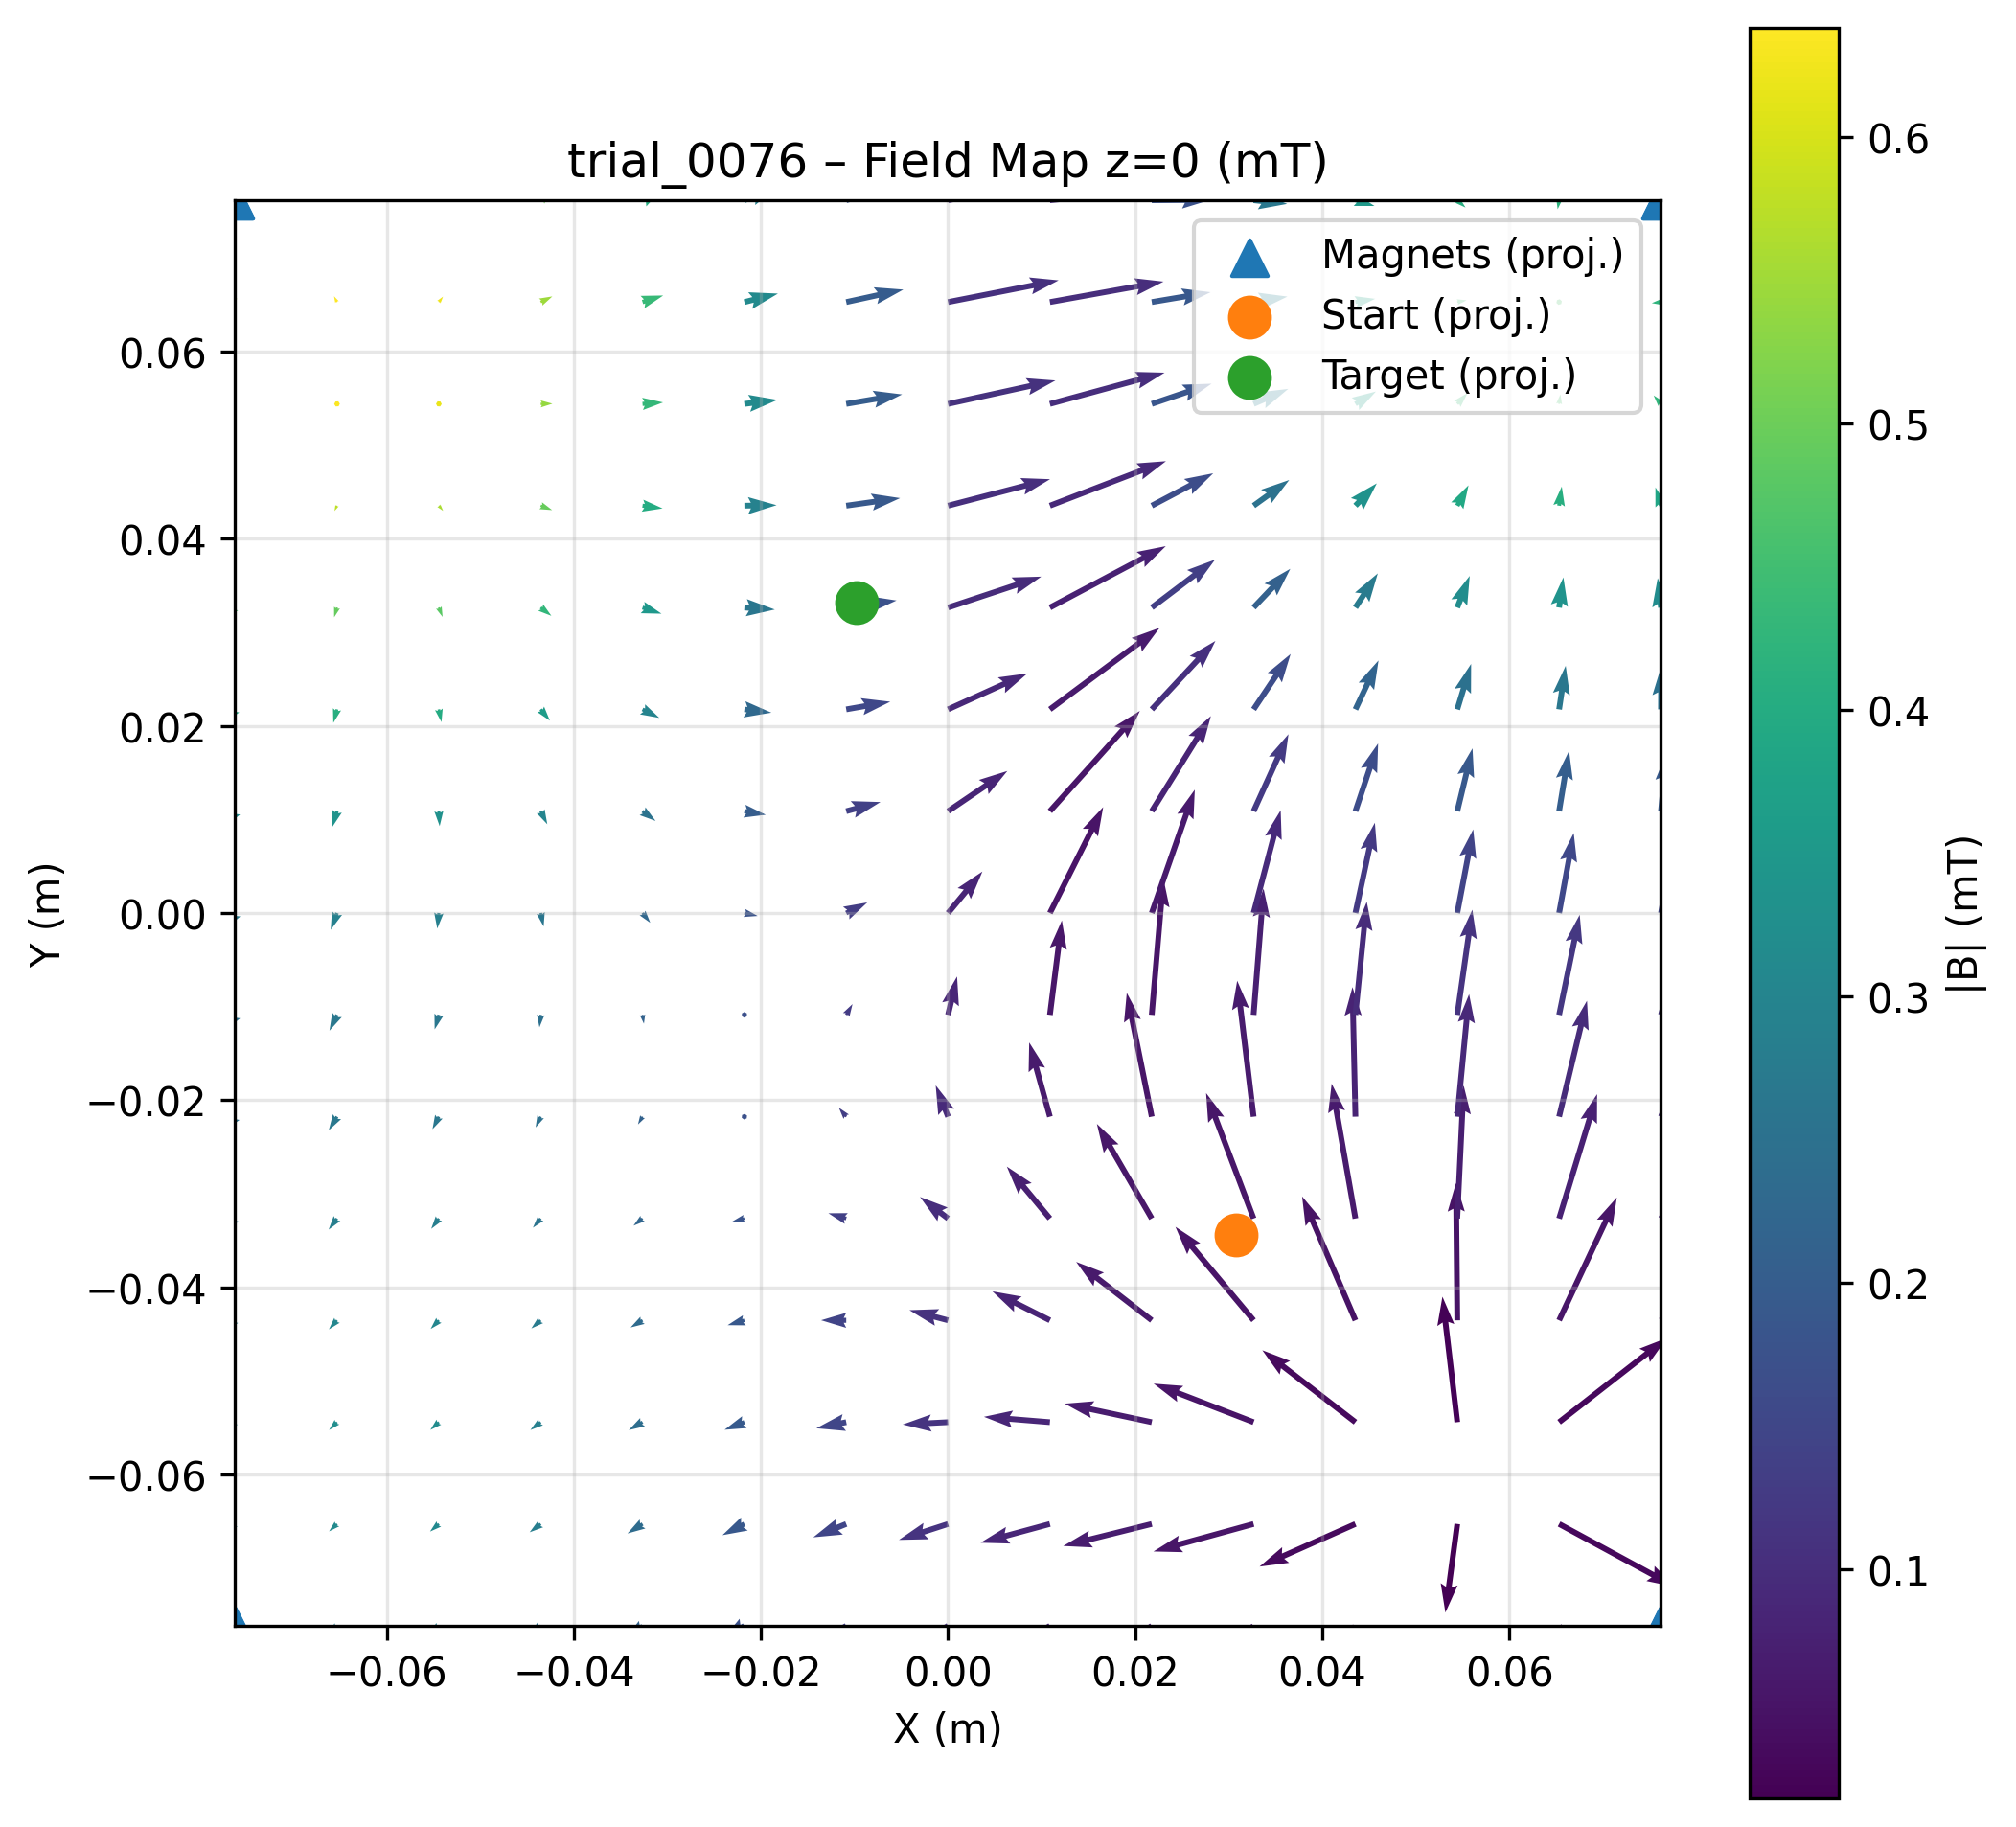 trial_0076 – Field Map z=0 (mT)
Magnets (proj.)
Start (proj.)
Target (proj.)
0.06
0.04
0.02
0.00
−0.02
−0.04
−0.06
Y (m)
−0.06
−0.04
−0.02
0.00
0.02
0.04
0.06
X (m)
0.6
0.5
0.4
0.3
0.2
0.1
|B| (mT)